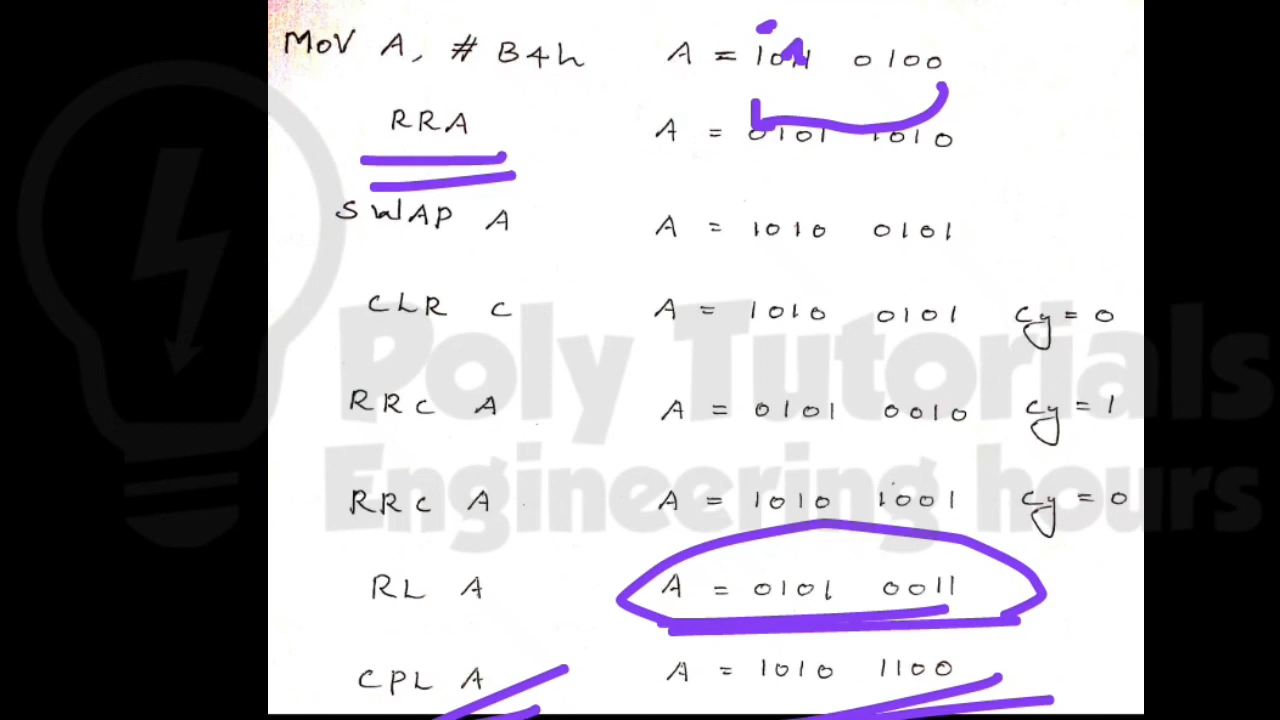 MOV A, # B4h A = 1011 0100
RRA A = 0101 1010
SWAP A A = 1010 0101
CLR C A = 1010 0101 Cy = 0
RRC A A = 0101 0010 Cy = 1
RRC A A = 1010 1001 Cy = 0
RL A A = 0101 0011
CPL A A = 1010 1100
Poly Tutorials
Engineering hours